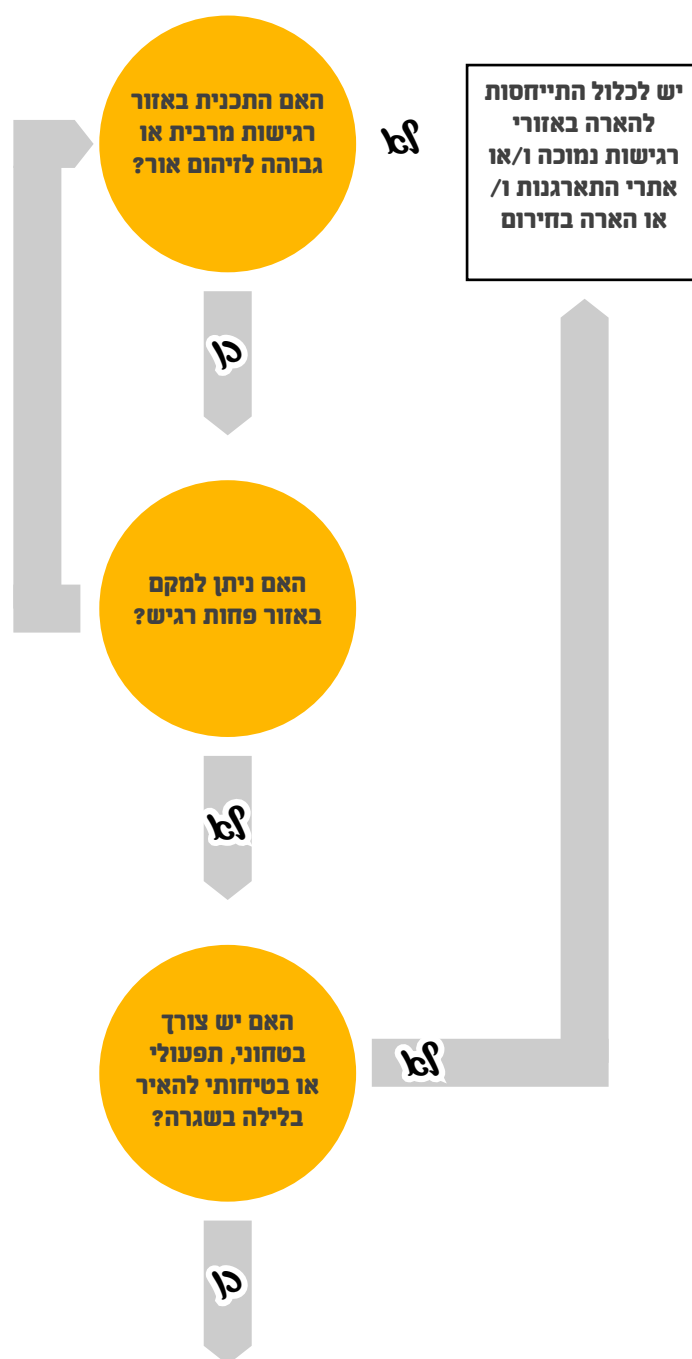 האם התכנית באזור
רגישות מרבית או
גבוהה לזיהום אור?
לא
יש לכלול התייחסות
להארה באזורי
רגישות נמוכה ו/או
אתרי התארגנות ו/
או הארה בחירום
כן
האם ניתן למקם
באזור פחות רגיש?
לא
האם יש צורך
בטחוני, תפעולי
או בטיחותי להאיר
בלילה בשגרה?
לא
כן